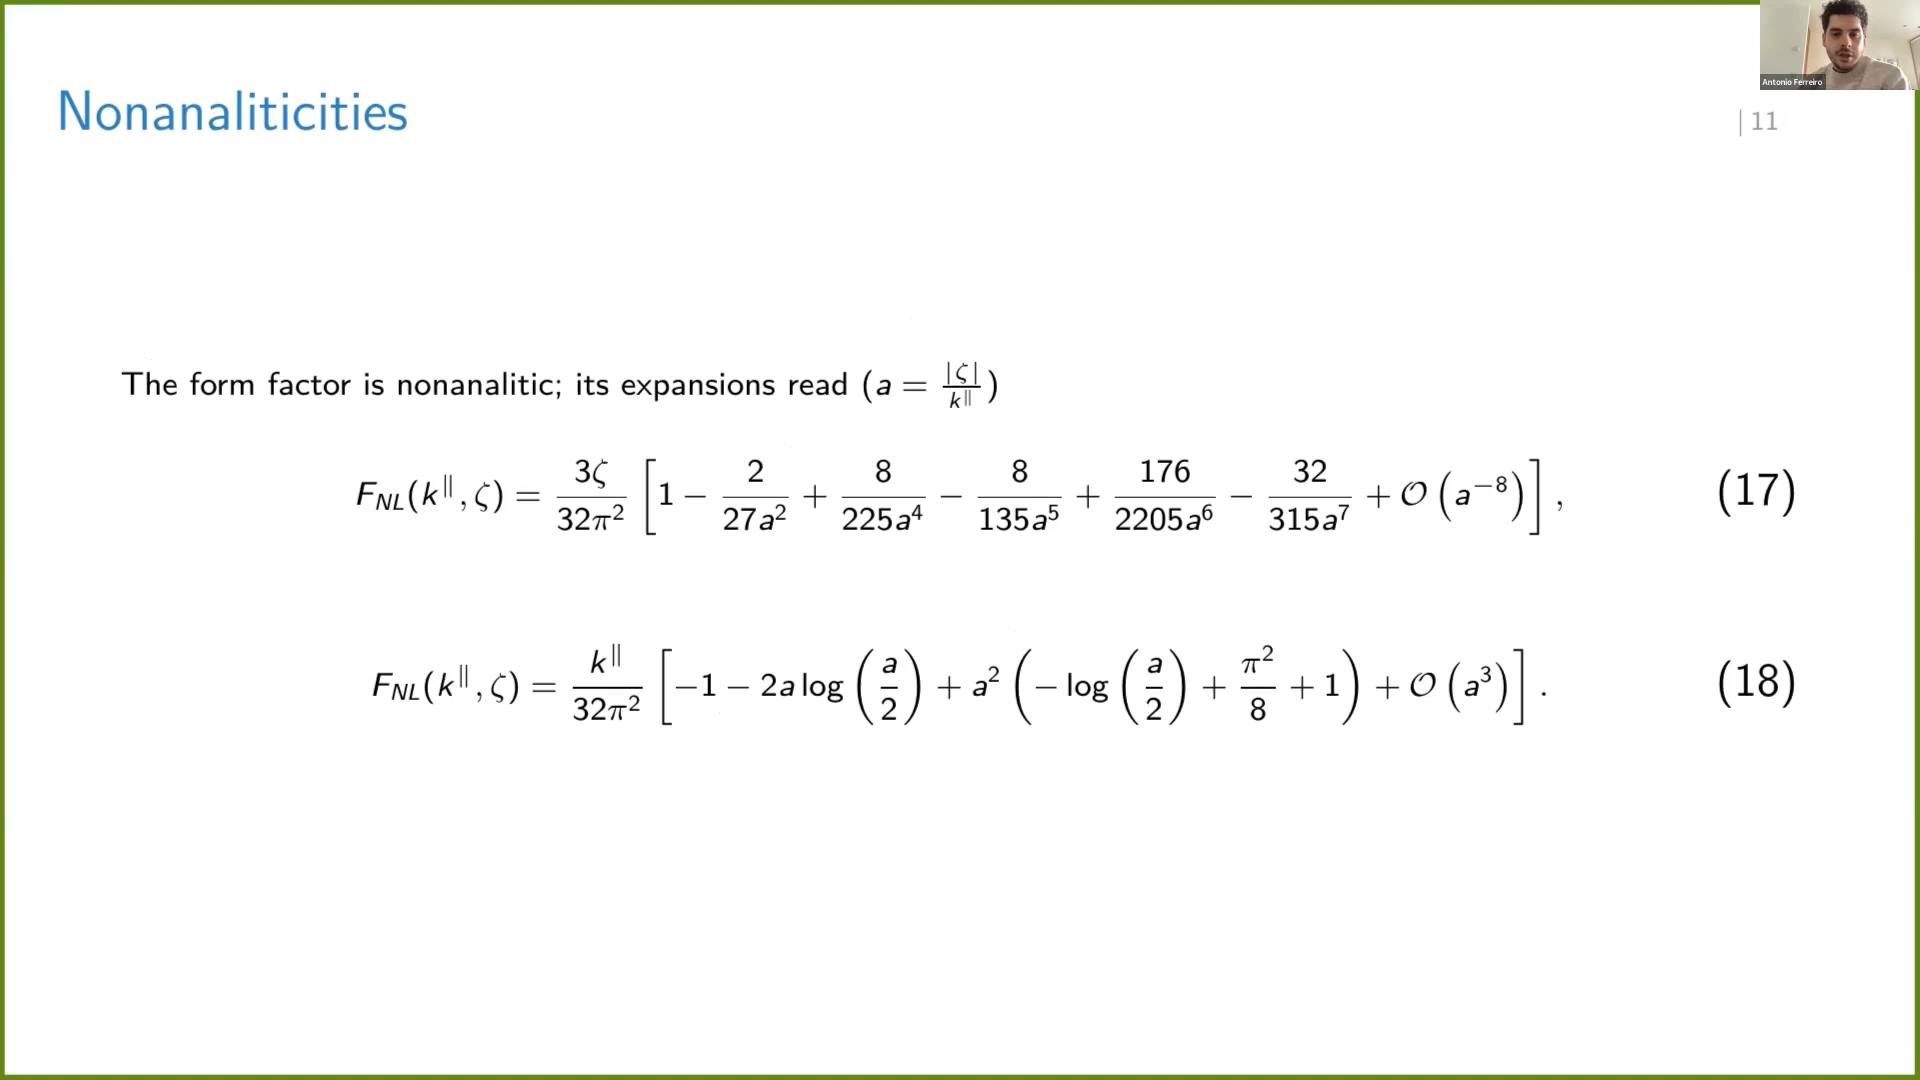 Antonio Ferreiro
Nonanaliticities
| 11
The form factor is nonanalitic; its expansions read (a = |ζ|/k^∥)
F_NL(k^∥, ζ) = 3ζ/32π² [1 − 2/27a² + 8/225a⁴ − 8/135a⁵ + 176/2205a⁶ − 32/315a⁷ + O(a⁻⁸)], (17)
F_NL(k^∥, ζ) = k^∥/32π² [−1 − 2a log(a/2) + a²(−log(a/2) + π²/8 + 1) + O(a³)]. (18)